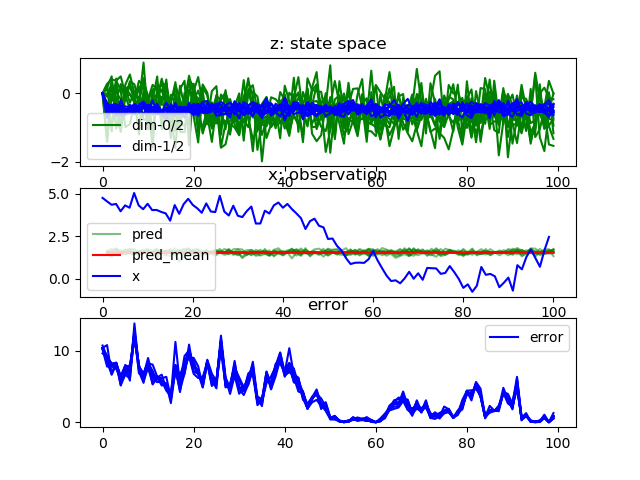 z: state space
0
−2
dim-0/2
dim-1/2
0 20 40 60 80 100
x: observation
5.0
2.5
0.0
pred
pred_mean
x
0 20 40 60 80 100
error
10
0
error
0 20 40 60 80 100